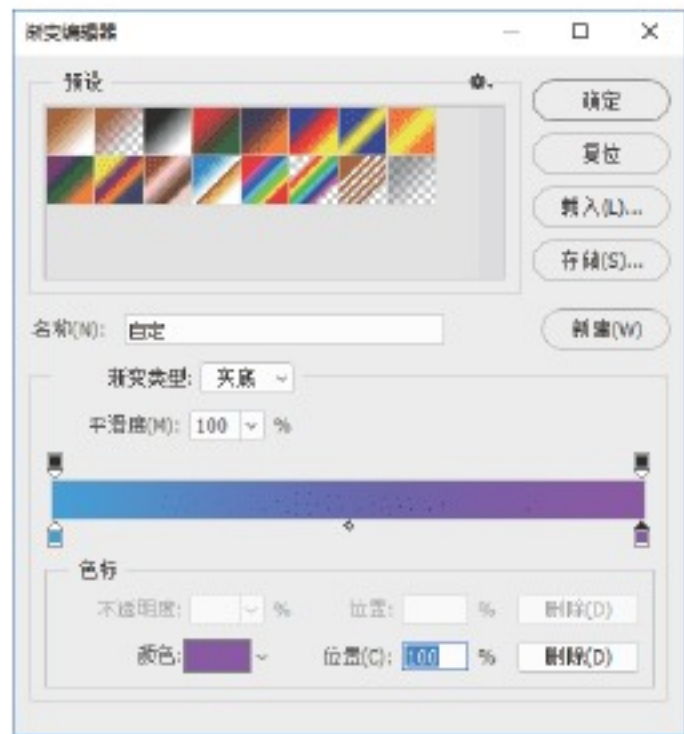 渐变编辑器
预设
确定
复位
载入(L)...
存储(S)...
名称(N): 自定
新建(W)
渐变类型: 实底
平滑度(M): 100 %
色标
不透明度: % 位置: % 删除(D)
颜色: 位置(C): 100 % 删除(D)